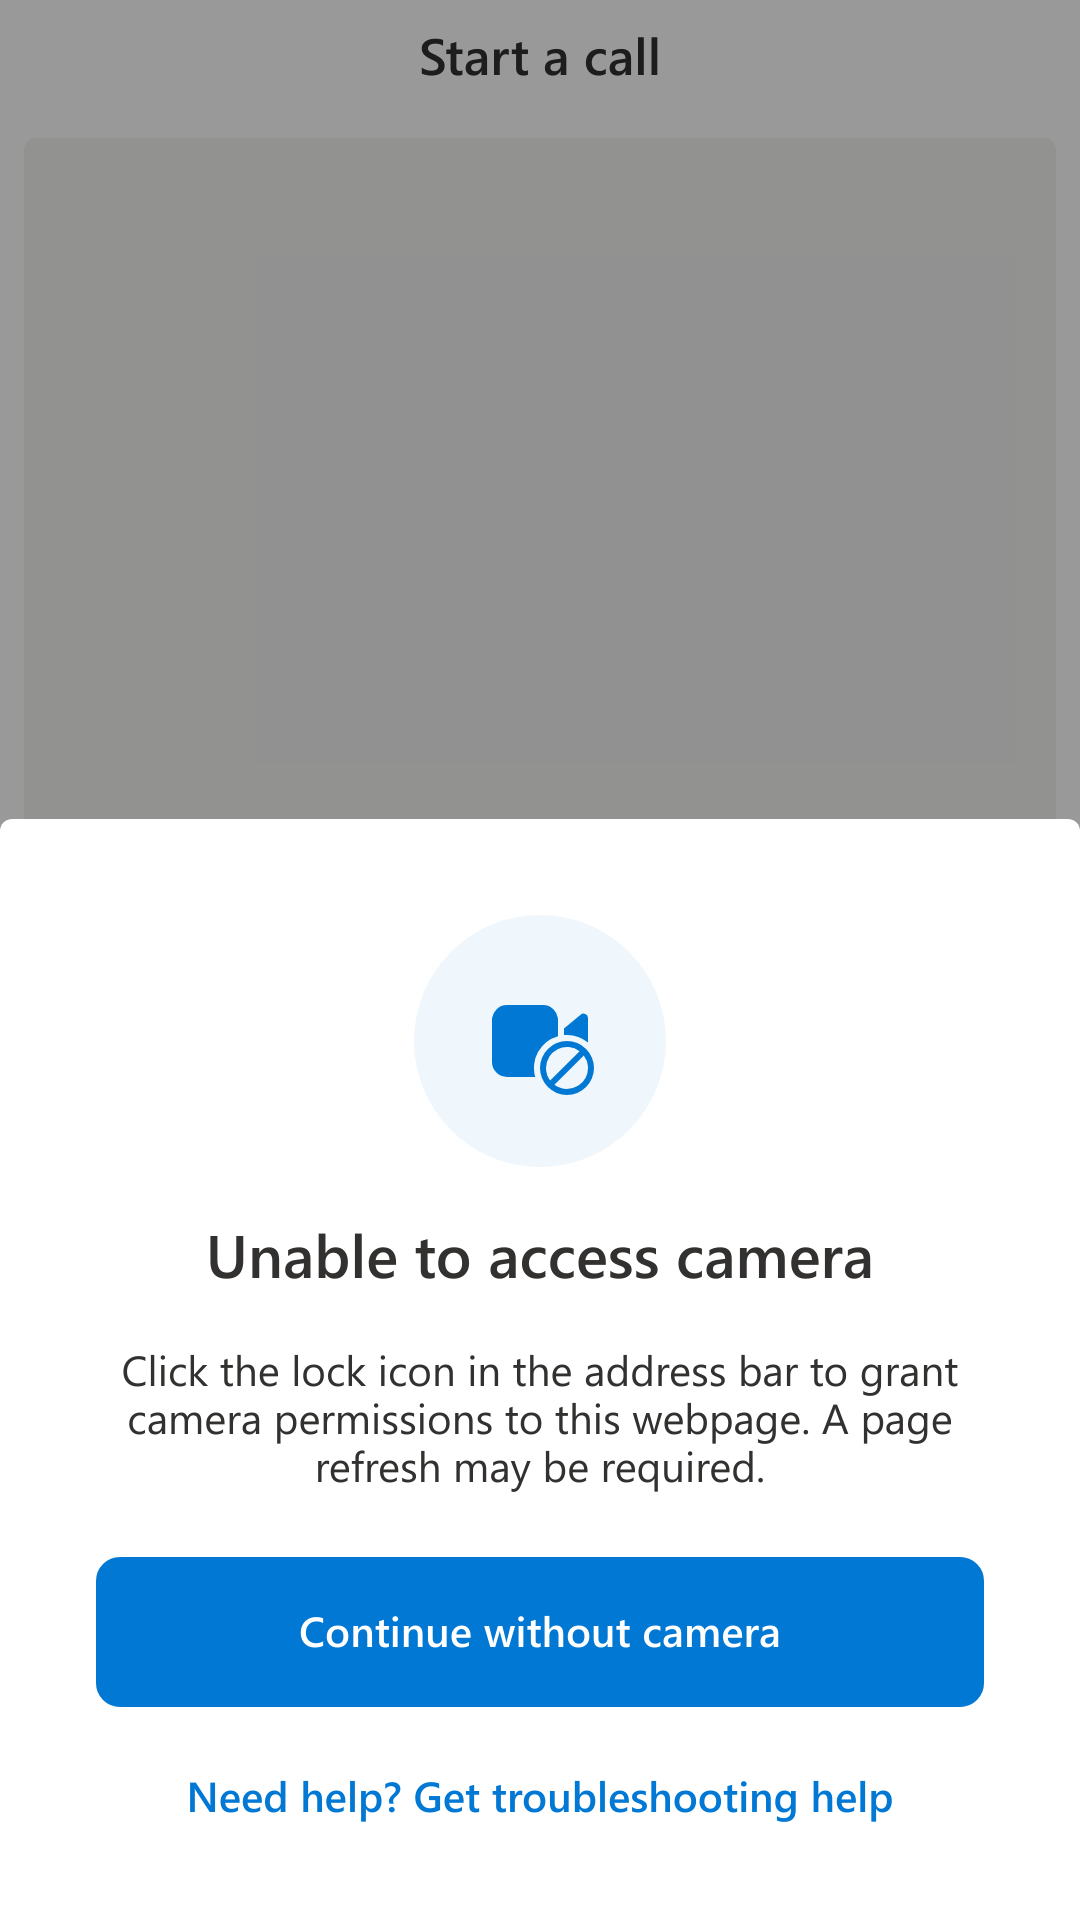 Start a call
Unable to access camera
Click the lock icon in the address bar to grant
camera permissions to this webpage. A page
refresh may be required.
Continue without camera
Need help? Get troubleshooting help